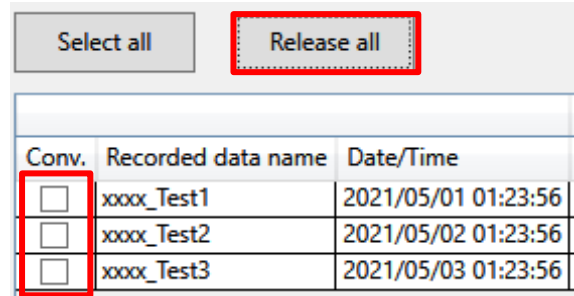 Select all Release all
Conv. Recorded data name Date/Time
xxxx_Test1 2021/05/01 01:23:56
xxxx_Test2 2021/05/02 01:23:56
xxxx_Test3 2021/05/03 01:23:56